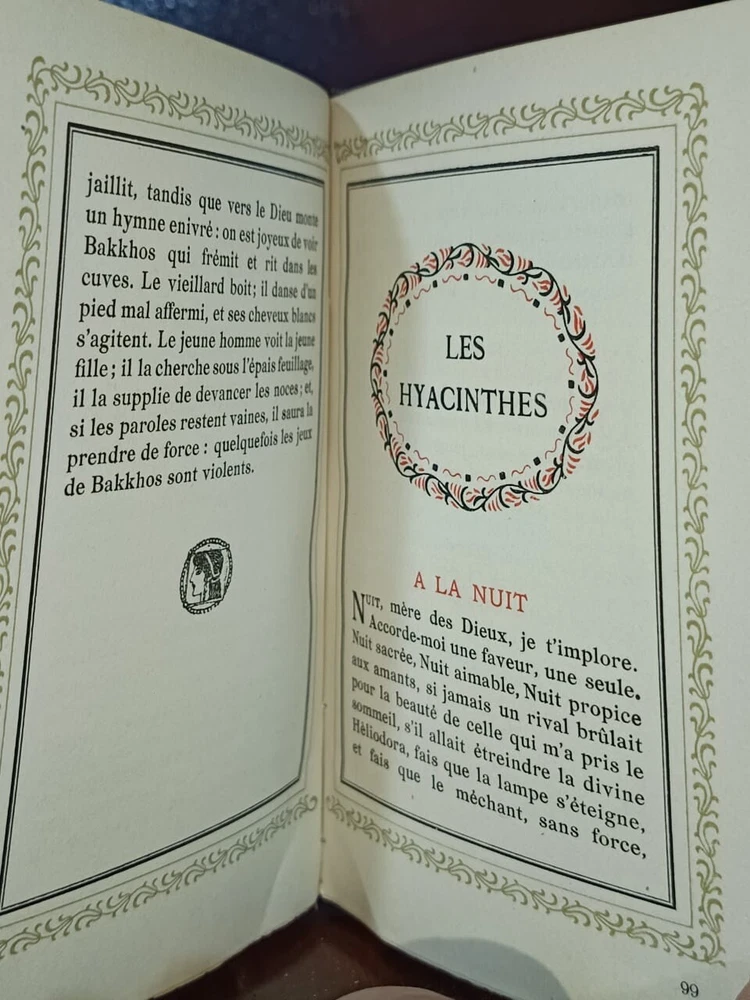 jaillit, tandis que vers le Dieu monte
un hymne enivré : on est joyeux de voir
Bakkhos qui frémit et rit dans les
cuves. Le vieillard boit; il danse d'un
pied mal affermi, et ses cheveux blancs
s'agitent. Le jeune homme voit la jeune
fille ; il la cherche sous l'épais feuillage,
il la supplie de devancer les noces ; et,
si les paroles restent vaines, il saura la
prendre de force : quelquefois les jeux
de Bakkhos sont violents.
LES
HYACINTHES
A LA NUIT
NUIT, mère des Dieux, je t'implore.
Accorde-moi une faveur, une seule.
Nuit sacrée, Nuit aimable, Nuit propice
aux amants, si jamais un rival brûlait
pour la beauté de celle qui m'a pris le
sommeil, s'il allait étreindre la divine
Héliodora, fais que la lampe s'éteigne,
et fais que le méchant, sans force,
99